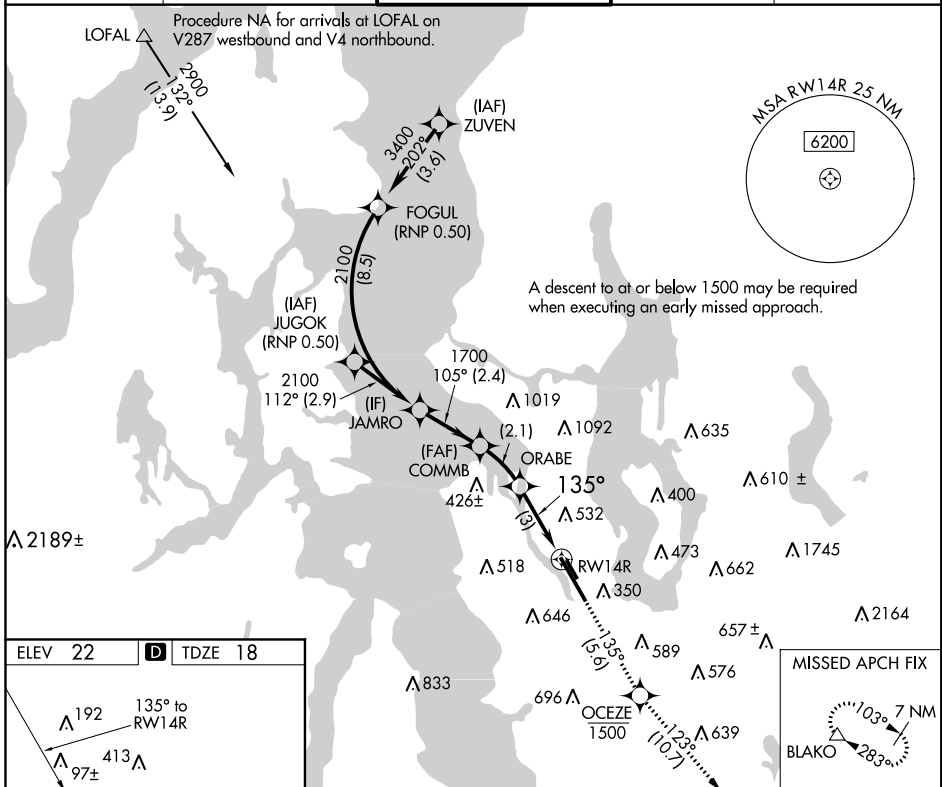 Procedure NA for arrivals at LOFAL on
V287 westbound and V4 northbound.
LOFAL
2900
132°
(13.9)
(IAF)
ZUVEN
3400
202°
(3.6)
MSA RW14R 25 NM
6200
FOGUL
(RNP 0.50)
2100
(8.5)
A descent to at or below 1500 may be required
when executing an early missed approach.
(IAF)
JUGOK
(RNP 0.50)
2100
112° (2.9)
(IF)
JAMRO
1700
105° (2.4)
1019
1092
635
(2.1)
(FAF)
COMMB
ORABE
426±
135°
(3)
610 ±
400
532
2189±
518
RW14R
473
662
1745
350
646
2164
135°
(5.6)
589
657±
576
833
696
OCEZE
1500
639
123°
(10.7)
ELEV 22
D
TDZE 18
192
135° to
RW14R
413
97±
MISSED APCH FIX
103°
7 NM
BLAKO
283°